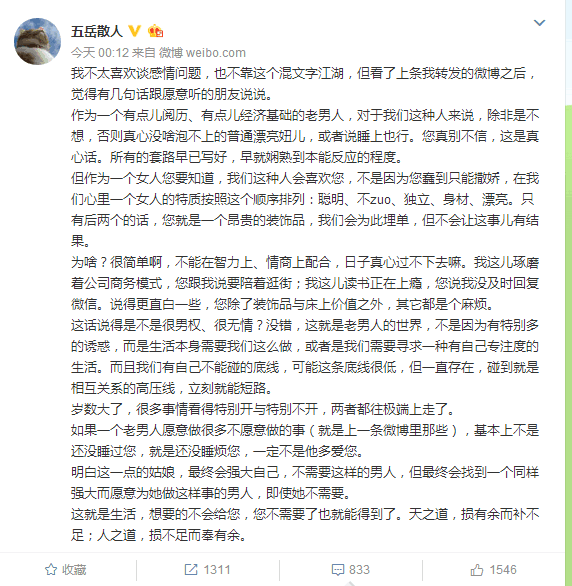 五岳散人
今天 00:12 来自 微博 weibo.com
我不太喜欢谈感情问题，也不靠这个混文字江湖，但看了上条我转发的微博之后，
觉得有几句话跟愿意听的朋友说说。
作为一个有点儿阅历、有点儿经济基础的老男人，对于我们这种人来说，除非是不
想，否则真心没啥泡不上的普通漂亮妞儿，或者说睡上也行。您真别不信，这是真
心话。所有的套路早已写好，早就娴熟到本能反应的程度。
但作为一个女人您要知道，我们这种人会喜欢您，不是因为您蠢到只能撒娇，在我
们心里一个女人的特质按照这个顺序排列：聪明、不zuo、独立、身材、漂亮。只
有后两个的话，您就是一个昂贵的装饰品，我们会为此埋单，但不会让这事儿有结
果。
为啥？很简单啊，不能在智力上、情商上配合，日子真心过不下去嘛。我这儿琢磨
着公司商务模式，您跟我说要陪着逛街；我这儿读书正在上瘾，您说我没及时回复
微信。说得更直白一些，您除了装饰品与床上价值之外，其它都是个麻烦。
这话说得是不是很男权、很无情？没错，这就是老男人的世界，不是因为有特别多
的诱惑，而是生活本身需要我们这么做，或者是我们需要寻求一种有自己专注度的
生活。而且我们有自己不能碰的底线，可能这条底线很低，但一直存在，碰到就是
相互关系的高压线，立刻就能短路。
岁数大了，很多事情看得特别开与特别不开，两者都往极端上走了。
如果一个老男人愿意做很多不愿意做的事（就是上一条微博里那些），基本上不是
还没睡过您，就是还没睡烦您，一定不是他多爱您。
明白这一点的姑娘，最终会强大自己，不需要这样的男人，但最终会找到一个同样
强大而愿意为她做这样事的男人，即使她不需要。
这就是生活，想要的不会给您，您不需要了也就能得到了。天之道，损有余而补不
足；人之道，损不足而奉有余。
收藏 1311 833 1546